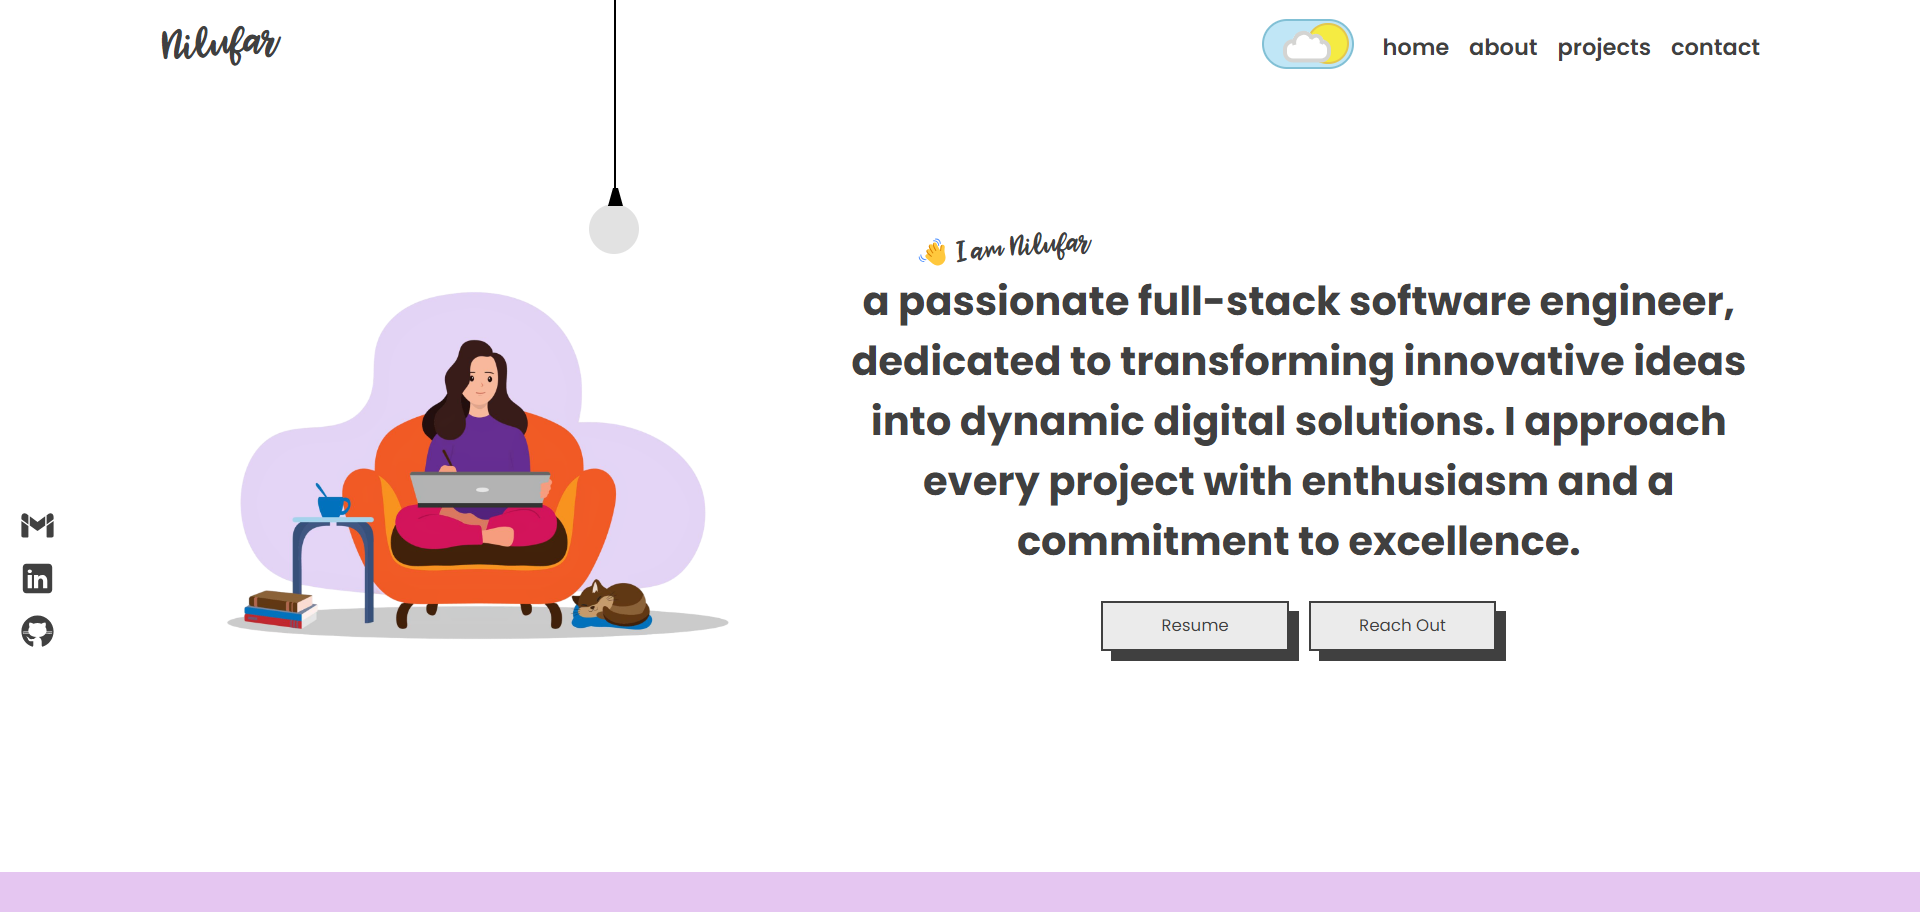 Nilufar
home about projects contact
I am Nilufar
a passionate full-stack software engineer,
dedicated to transforming innovative ideas
into dynamic digital solutions. I approach
every project with enthusiasm and a
commitment to excellence.
in
Resume Reach Out